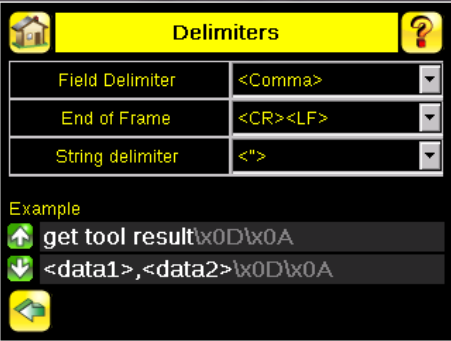 Delimiters
Field Delimiter <Comma>
End of Frame <CR><LF>
String delimiter <">
Example
get tool result\x0D\x0A
<data1>,<data2>\x0D\x0A